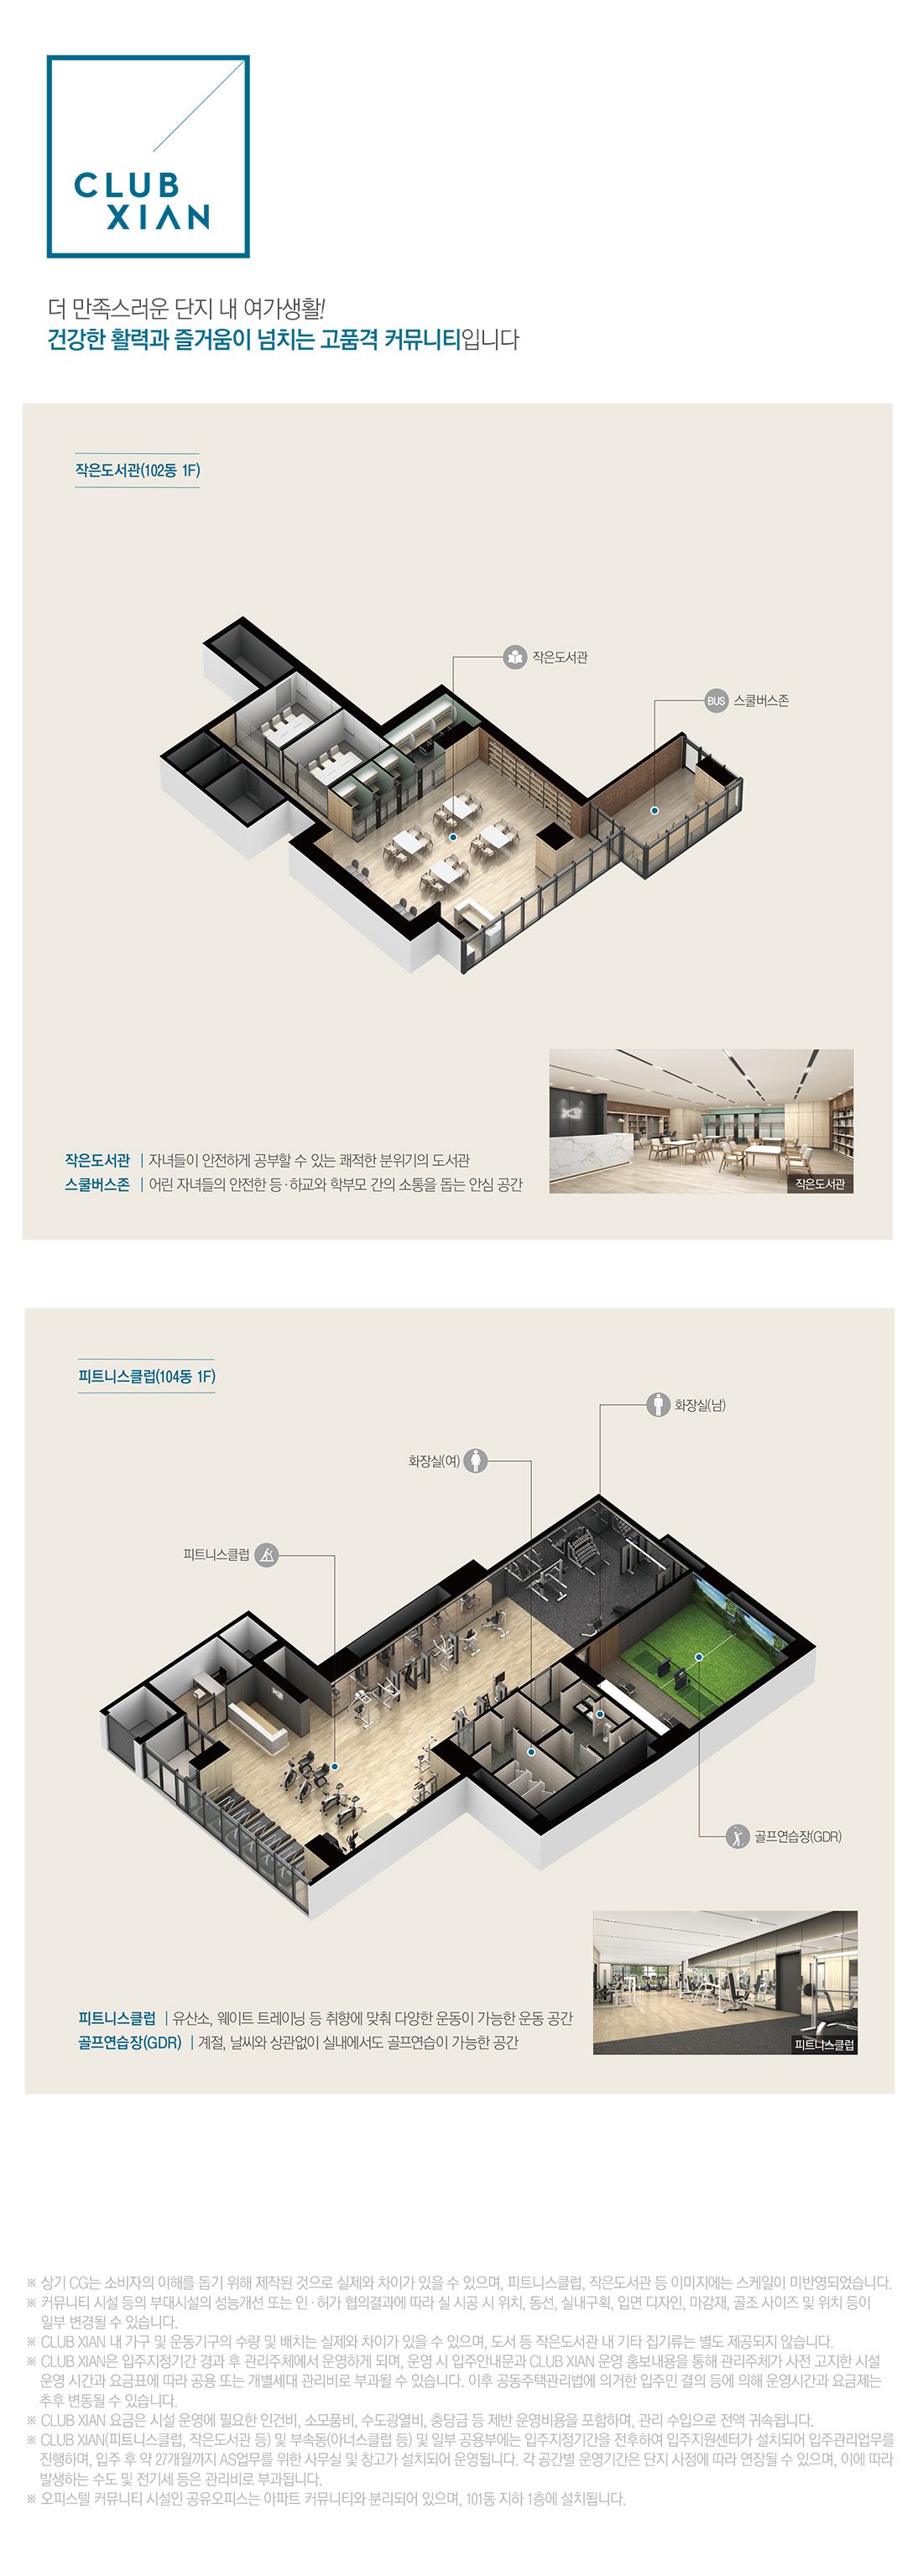 CLUB
XIAN
더 만족스러운 단지 내 여가생활!
건강한 활력과 즐거움이 넘치는 고품격 커뮤니티입니다
작은도서관(102동 1F)
작은도서관
BUS 스쿨버스존
작은도서관 | 자녀들이 안전하게 공부할 수 있는 쾌적한 분위기의 도서관
스쿨버스존 | 어린 자녀들의 안전한 등·하교와 학부모 간의 소통을 돕는 안심 공간
작은도서관
피트니스클럽(104동 1F)
화장실(남)
화장실(여)
피트니스클럽
골프연습장(GDR)
피트니스클럽 | 유산소, 웨이트 트레이닝 등 취향에 맞춰 다양한 운동이 가능한 운동 공간
골프연습장(GDR) | 계절, 날씨와 상관없이 실내에서도 골프연습이 가능한 공간
피트니스클럽
※ 상기 CG는 소비자의 이해를 돕기 위해 제작된 것으로 실제와 차이가 있을 수 있으며, 피트니스클럽, 작은도서관 등 이미지에는 스케일이 미반영되었습니다.
※ 커뮤니티 시설 등의 부대시설의 성능개선 또는 인·허가 협의결과에 따라 실 시공 시 위치, 동선, 실내구획, 입면 디자인, 마감재, 골조 사이즈 및 위치 등이
일부 변경될 수 있습니다.
※ CLUB XIAN 내 가구 및 운동기구의 수량 및 배치는 실제와 차이가 있을 수 있으며, 도서 등 작은도서관 내 기타 집기류는 별도 제공되지 않습니다.
※ CLUB XIAN은 입주지정기간 경과 후 관리주체에서 운영하게 되며, 운영 시 입주안내문과 CLUB XIAN 운영 홍보내용을 통해 관리주체가 사전 고지한 시설
운영 시간과 요금표에 따라 공용 또는 개별세대 관리비로 부과될 수 있습니다. 이후 공동주택관리법에 의거한 입주민 결의 등에 의해 운영시간과 요금제는
추후 변동될 수 있습니다.
※ CLUB XIAN 요금은 시설 운영에 필요한 인건비, 소모품비, 수도광열비, 충당금 등 제반 운영비용을 포함하며, 관리 수입으로 전액 귀속됩니다.
※ CLUB XIAN(피트니스클럽, 작은도서관 등) 및 부속동(아너스클럽 등) 및 일부 공용부에는 입주지정기간을 전후하여 입주지원센터가 설치되어 입주관리업무를
진행하며, 입주 후 약 27개월까지 AS업무를 위한 사무실 및 창고가 설치되어 운영됩니다. 각 공간별 운영기간은 단지 사정에 따라 연장될 수 있으며, 이에 따라
발생하는 수도 및 전기세 등은 관리비로 부과됩니다.
※ 오피스텔 커뮤니티 시설인 공유오피스는 아파트 커뮤니티와 분리되어 있으며, 101동 지하 1층에 설치됩니다.